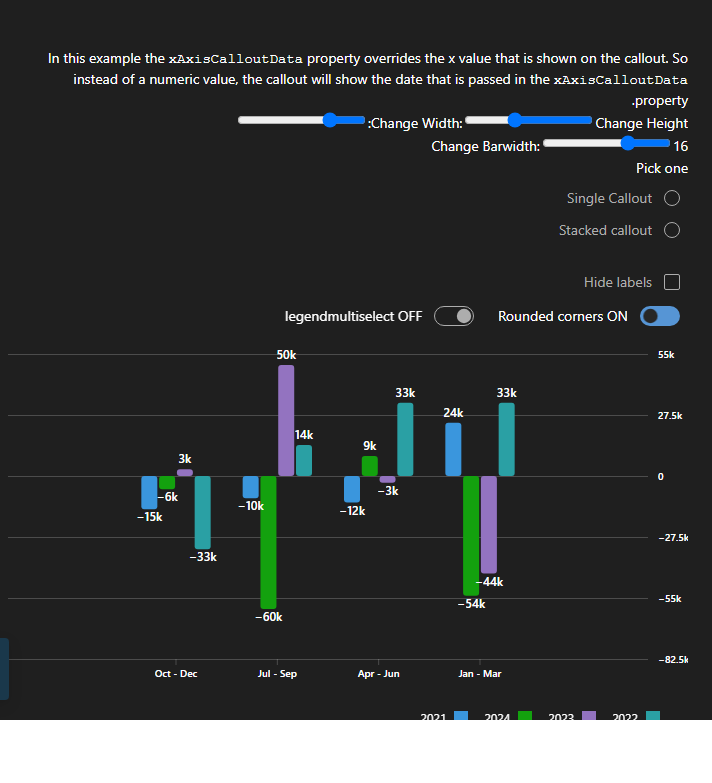 In this example the xAxisCalloutData property overrides the x value that is shown on the callout. So
instead of a numeric value, the callout will show the date that is passed in the xAxisCalloutData
.property
:Change Width: Change Height
Change Barwidth: 16
Pick one
Single Callout
Stacked callout
Hide labels
legendmultiselect OFF Rounded corners ON
55k
50k
33k
33k
24k
27.5k
14k
9k
3k
0
−3k
−6k
−10k
−12k
−15k
−27.5k
−33k
−44k
−54k
−55k
−60k
−82.5k
Oct - Dec Jul - Sep Apr - Jun Jan - Mar
2021 2024 2023 2022